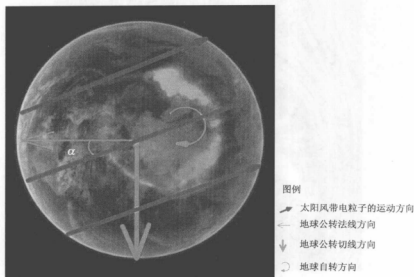 α
图例
太阳风带电粒子的运动方向
地球公转法线方向
地球公转切线方向
地球自转方向